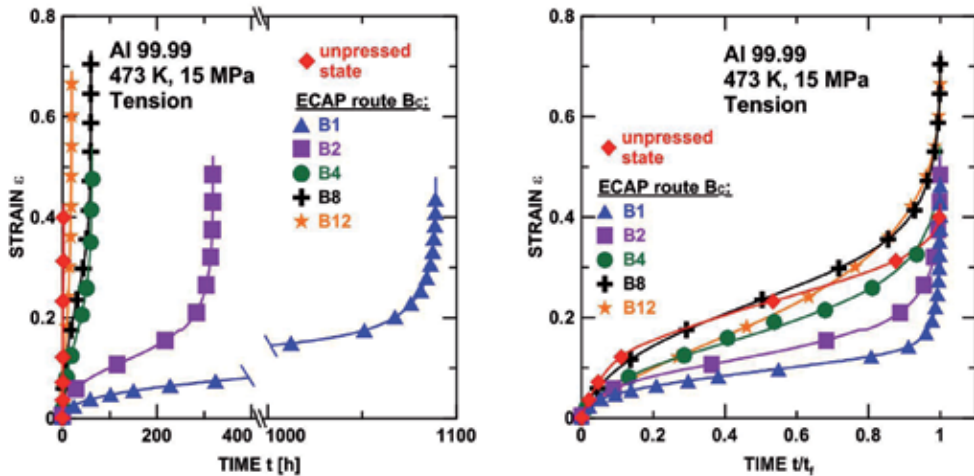 0.8
0.6
0.4
0.2
0.0
STRAIN ε
Al 99.99
473 K, 15 MPa
Tension
unpressed
state
ECAP route Bc:
B1
B2
B4
B8
B12
0 200 400 1000 1100
TIME t [h]
0.8
0.6
0.4
0.2
0.0
STRAIN ε
Al 99.99
473 K, 15 MPa
Tension
unpressed
state
ECAP route Bc:
B1
B2
B4
B8
B12
0 0.2 0.4 0.6 0.8 1
TIME t/tf